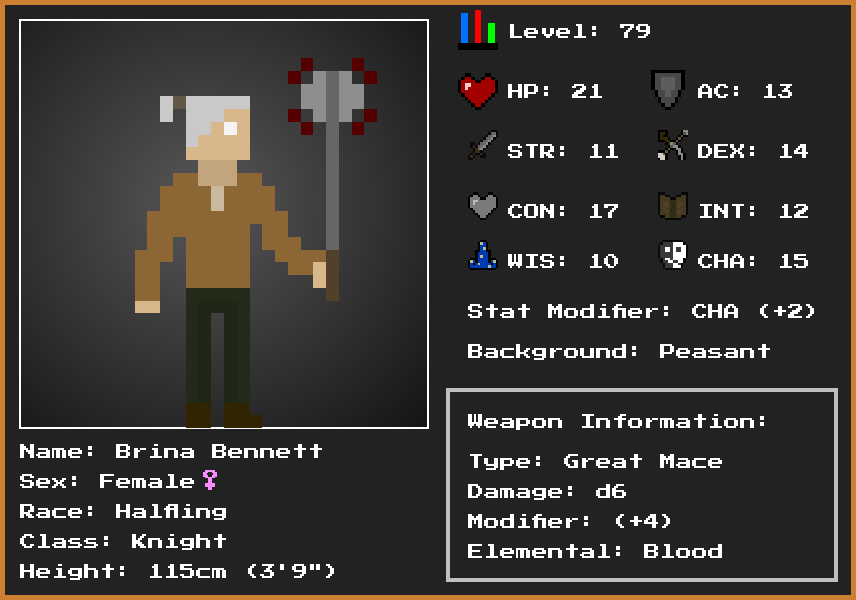 Level: 79
HP: 21
AC: 13
STR: 11
DEX: 14
CON: 17
INT: 12
WIS: 10
CHA: 15
Stat Modifier: CHA (+2)
Background: Peasant
Name: Brina Bennett
Sex: Female♀
Race: Halfling
Class: Knight
Height: 115cm (3'9")
Weapon Information:
Type: Great Mace
Damage: d6
Modifier: (+4)
Elemental: Blood